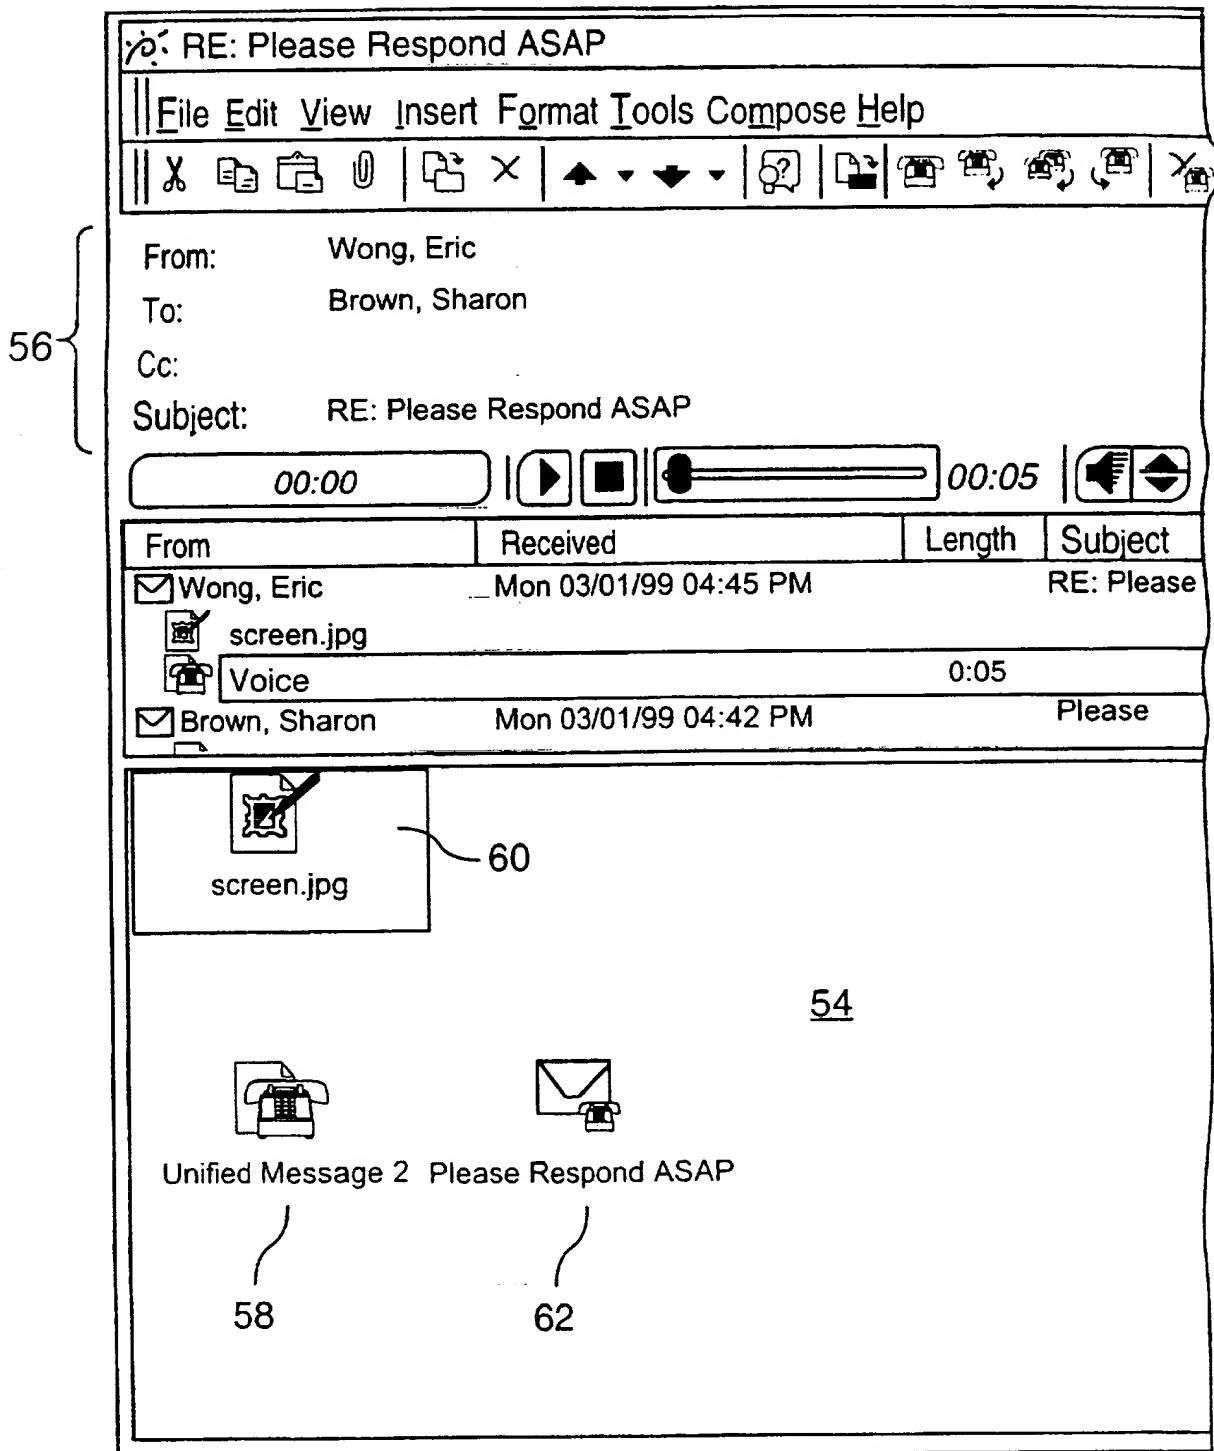 RE: Please Respond ASAP
File Edit View Insert Format Tools Compose Help
From: Wong, Eric
To: Brown, Sharon
56
Cc:
Subject: RE: Please Respond ASAP
00:00 00:05
From Received Length Subject
Wong, Eric Mon 03/01/99 04:45 PM RE: Please
screen.jpg
Voice 0:05
Brown, Sharon Mon 03/01/99 04:42 PM Please
60
screen.jpg
54
Unified Message 2 Please Respond ASAP
58 62